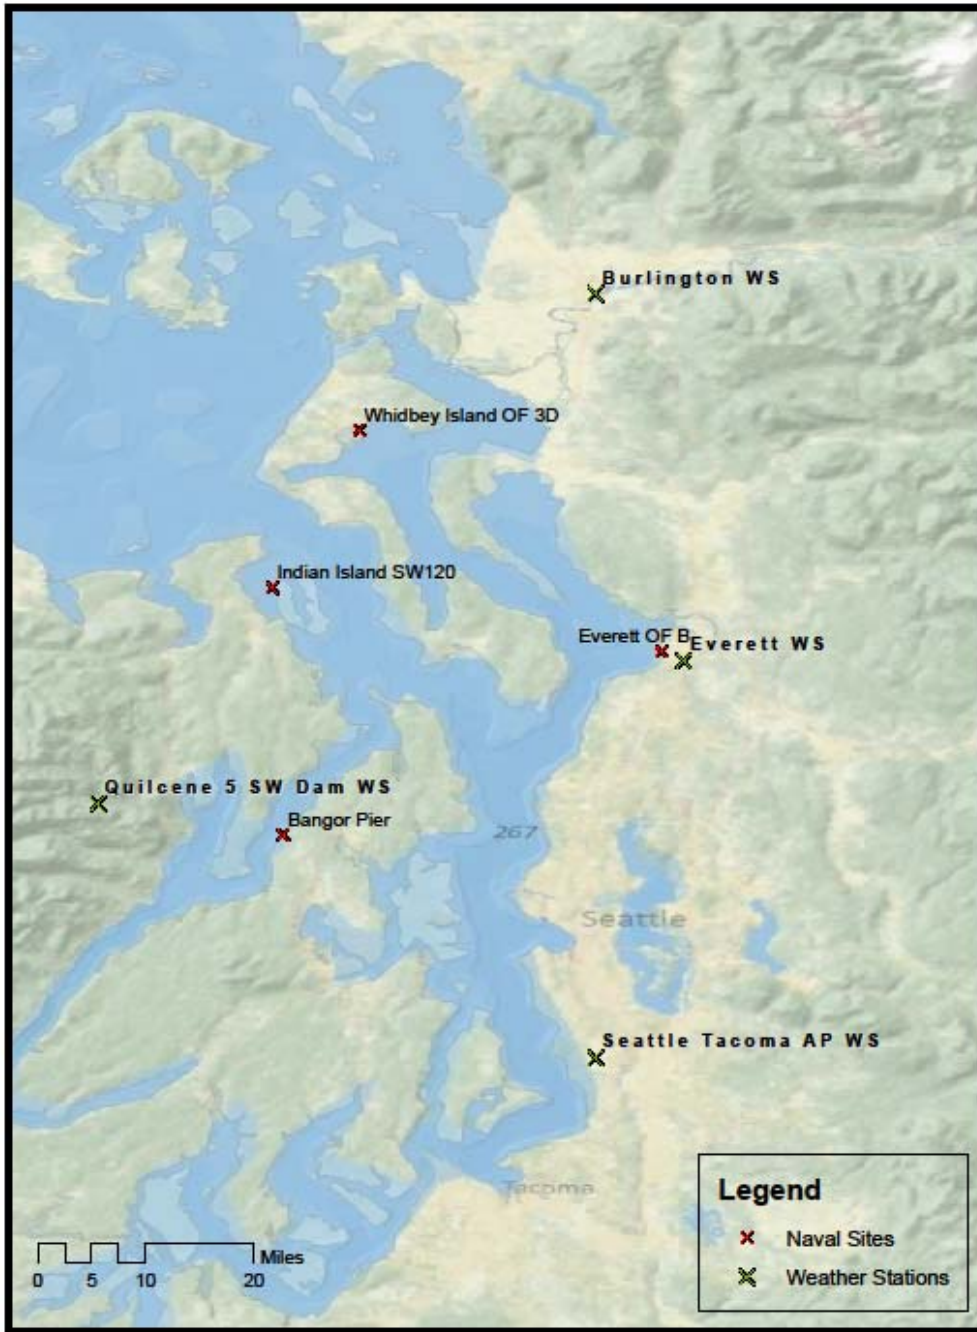 Burlington WS
Whidbey Island OF 3D
Indian Island SW120
Everett OF B
Everett WS
Quilcene 5 SW Dam WS
Bangor Pier
267
Seattle
Seattle Tacoma AP WS
Tacoma
Legend
Naval Sites
Weather Stations
Miles
0 5 10 20